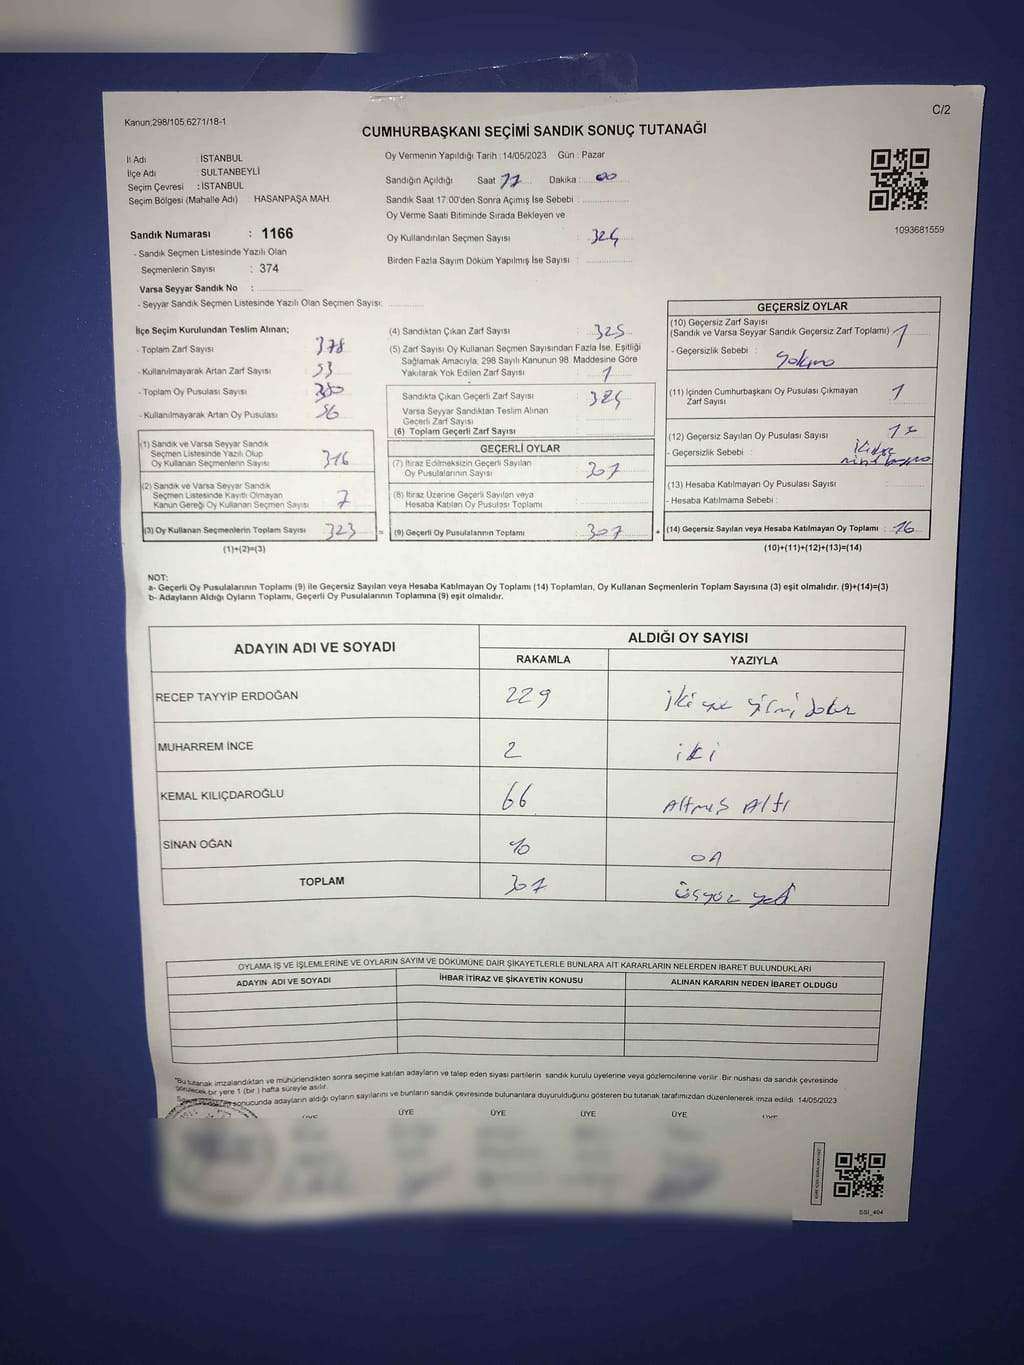 C/2
Kanun;298/105,6271/18-1
CUMHURBAŞKANI SEÇİMİ SANDIK SONUÇ TUTANAĞI
İl Adı : İSTANBUL
İlçe Adı : SULTANBEYLİ
Seçim Çevresi : İSTANBUL
Seçim Bölgesi (Mahalle Adı) : HASANPAŞA MAH.
Sandık Numarası : 1166
- Sandık Seçmen Listesinde Yazılı Olan
Seçmenlerin Sayısı : 374
Varsa Seyyar Sandık No :
- Seyyar Sandık Seçmen Listesinde Yazılı Olan Seçmen Sayısı:
Oy Vermenin Yapıldığı Tarih : 14/05/2023 Gün : Pazar
Sandığın Açıldığı Saat 17 Dakika : 00
Sandık Saat 17.00'den Sonra Açımış İse Sebebi :
Oy Verme Saati Bitiminde Sırada Bekleyen ve
Oy Kullandırılan Seçmen Sayısı : 324
Birden Fazla Sayım Döküm Yapılmış İse Sayısı :
1093681559
İlçe Seçim Kurulundan Teslim Alınan;
- Toplam Zarf Sayısı : 378
- Kullanılmayarak Artan Zarf Sayısı : 53
- Toplam Oy Pusulası Sayısı : 380
- Kullanılmayarak Artan Oy Pusulası : 56
(1) Sandık ve Varsa Seyyar Sandık
Seçmen Listesinde Yazılı Olup
Oy Kullanan Seçmenlerin Sayısı : 316
(2) Sandık ve Varsa Seyyar Sandık
Seçmen Listesinde Kayıtlı Olmayan
Kanun Gereği Oy Kullanan Seçmen Sayısı : 7
(3) Oy Kullanan Seçmenlerin Toplam Sayısı : 323 =
(1)+(2)=(3)
(4) Sandıktan Çıkan Zarf Sayısı : 325
(5) Zarf Sayısı Oy Kullanan Seçmen Sayısından Fazla İse, Eşitliği
Sağlamak Amacıyla, 298 Sayılı Kanunun 98. Maddesine Göre
Yakılarak Yok Edilen Zarf Sayısı : 1
Sandıkta Çıkan Geçerli Zarf Sayısı : 324
Varsa Seyyar Sandıktan Teslim Alınan
Geçerli Zarf Sayısı :
(6) Toplam Geçerli Zarf Sayısı :
GEÇERLİ OYLAR
(7) İtiraz Edilmeksizin Geçerli Sayılan
Oy Pusulalarının Sayısı : 307
(8) İtiraz Üzerine Geçerli Sayılan veya
Hesaba Katılan Oy Pusulası Toplamı :
(9) Geçerli Oy Pusulalarının Toplamı : 307 +
GEÇERSİZ OYLAR
(10) Geçersiz Zarf Sayısı
(Sandık ve Varsa Seyyar Sandık Geçersiz Zarf Toplamı) : 1
- Geçersizlik Sebebi :
(11) İçinden Cumhurbaşkanı Oy Pusulası Çıkmayan
Zarf Sayısı : 1
(12) Geçersiz Sayılan Oy Pusulası Sayısı :
- Geçersizlik Sebebi :
(13) Hesaba Katılmayan Oy Pusulası Sayısı :
- Hesaba Katılmama Sebebi :
(14) Geçersiz Sayılan veya Hesaba Katılmayan Oy Toplamı : 16
(10)+(11)+(12)+(13)=(14)
NOT:
a- Geçerli Oy Pusulalarının Toplamı (9) ile Geçersiz Sayılan veya Hesaba Katılmayan Oy Toplamı (14) Toplamları, Oy Kullanan Seçmenlerin Toplam Sayısına (3) eşit olmalıdır. (9)+(14)=(3)
b- Adayların Aldığı Oyların Toplamı, Geçerli Oy Pusulalarının Toplamına (9) eşit olmalıdır.
ADAYIN ADI VE SOYADI
ALDIĞI OY SAYISI
RAKAMLA YAZIYLA
RECEP TAYYİP ERDOĞAN 229 iki yüz yirmi dokuz
MUHARREM İNCE 2 iki
KEMAL KILIÇDAROĞLU 66 Altmış Altı
SİNAN OĞAN 10 on
TOPLAM 307 üçyüz yedi
OYLAMA İŞ VE İŞLEMLERİNE VE OYLARIN SAYIM VE DÖKÜMÜNE DAİR ŞİKAYETLERLE BUNLARA AİT KARARLARIN NELERDEN İBARET BULUNDUKLARI
ADAYIN ADI VE SOYADI İHBAR İTİRAZ VE ŞİKAYETİN KONUSU ALINAN KARARIN NEDEN İBARET OLDUĞU
*Bu tutanak imzalandıktan ve mühürlendikten sonra seçime katılan adayların ve talep eden siyasi partilerin sandık kurulu üyelerine veya gözlemcilerine verilir. Bir nüshası da sandık çevresinde
görülecek bir yere 1 (bir ) hafta süreyle asılır.
sonucunda adayların aldığı oyların sayılarını ve bunların sandık çevresinde bulunanlara duyurulduğunu gösteren bu tutanak tarafımızdan düzenlenerek imza edildi. 14/05/2023
ÜYE ÜYE ÜYE ÜYE ÜYE ÜYE
SSI_404